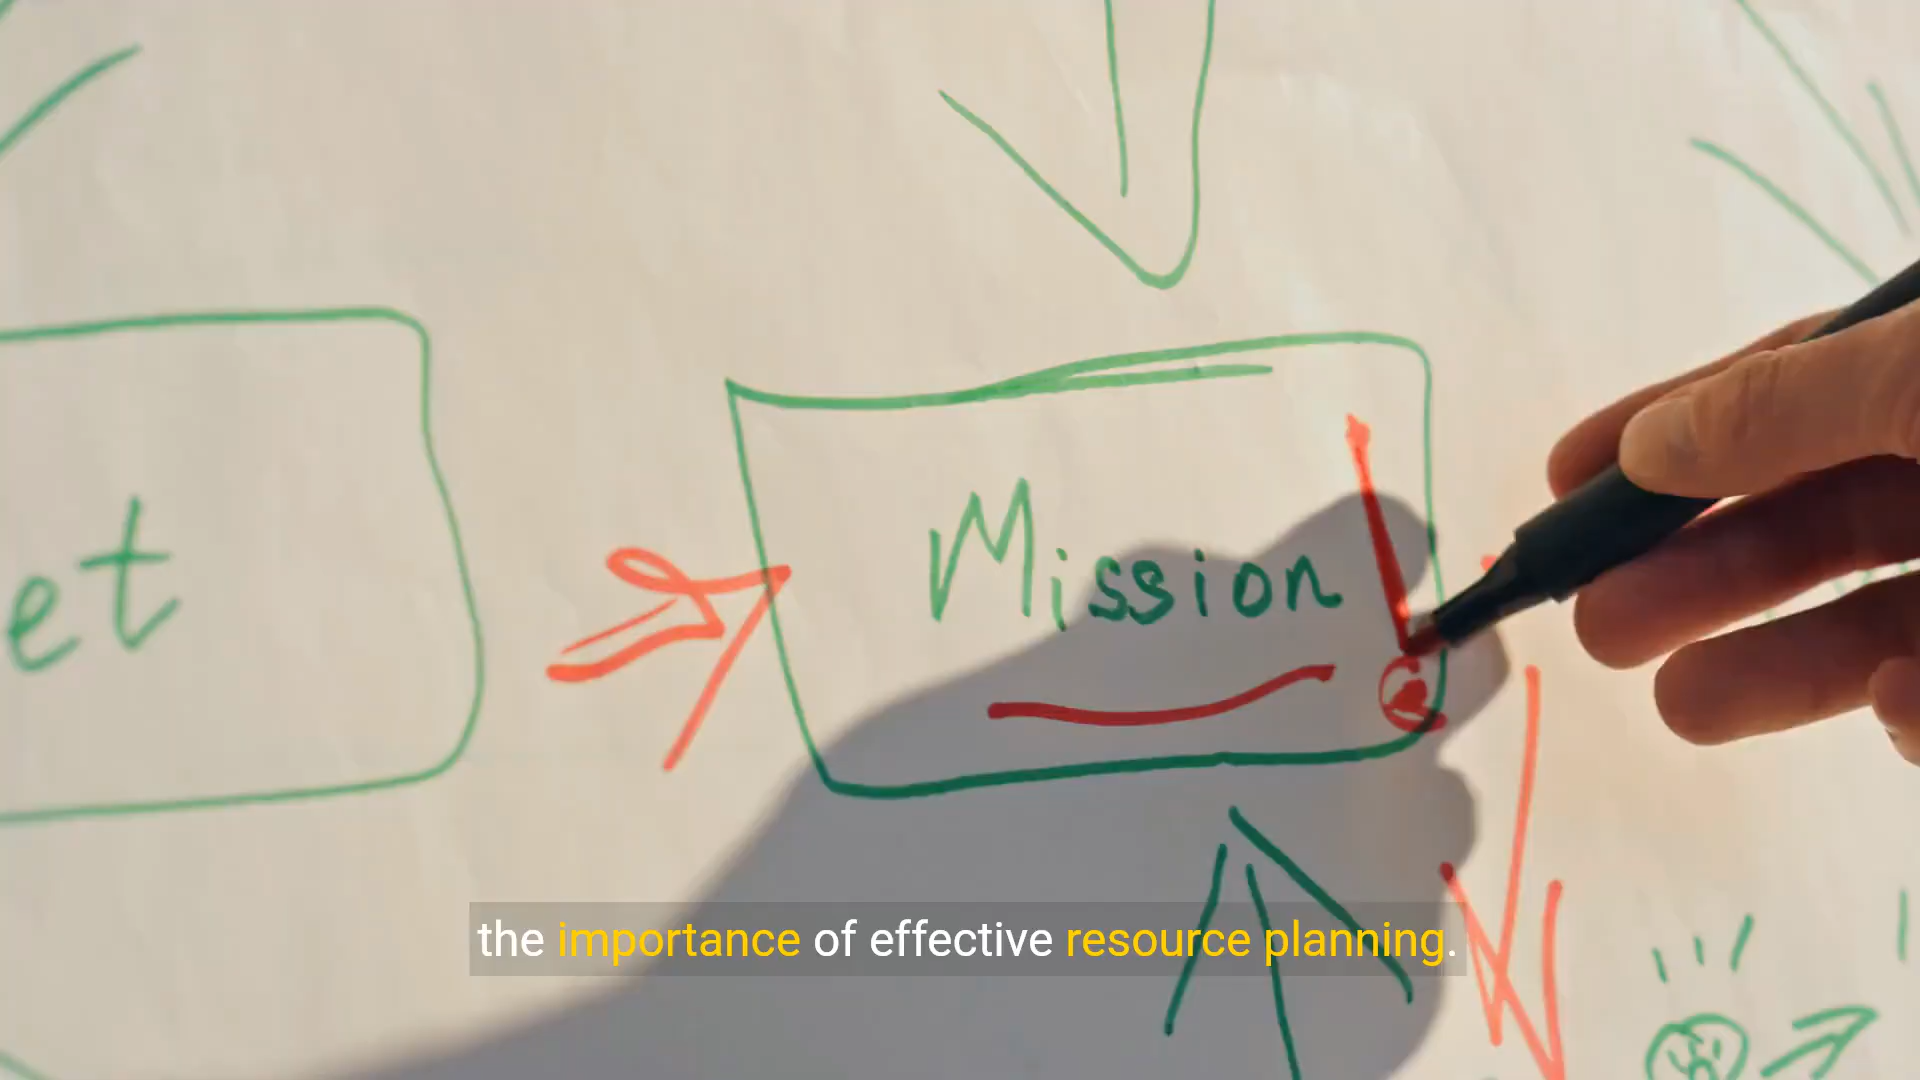 et
Mission
the importance of effective resource planning.